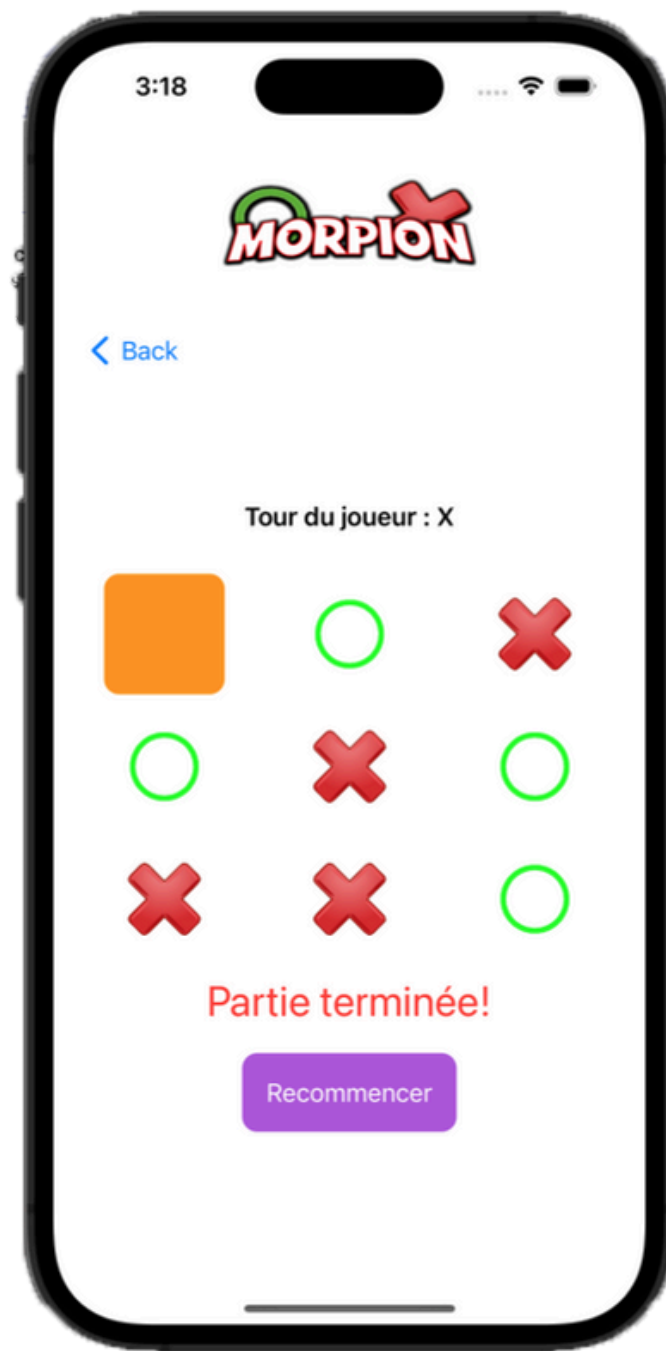 3:18
MORPION
Back
Tour du joueur : X
Partie terminée!
Recommencer